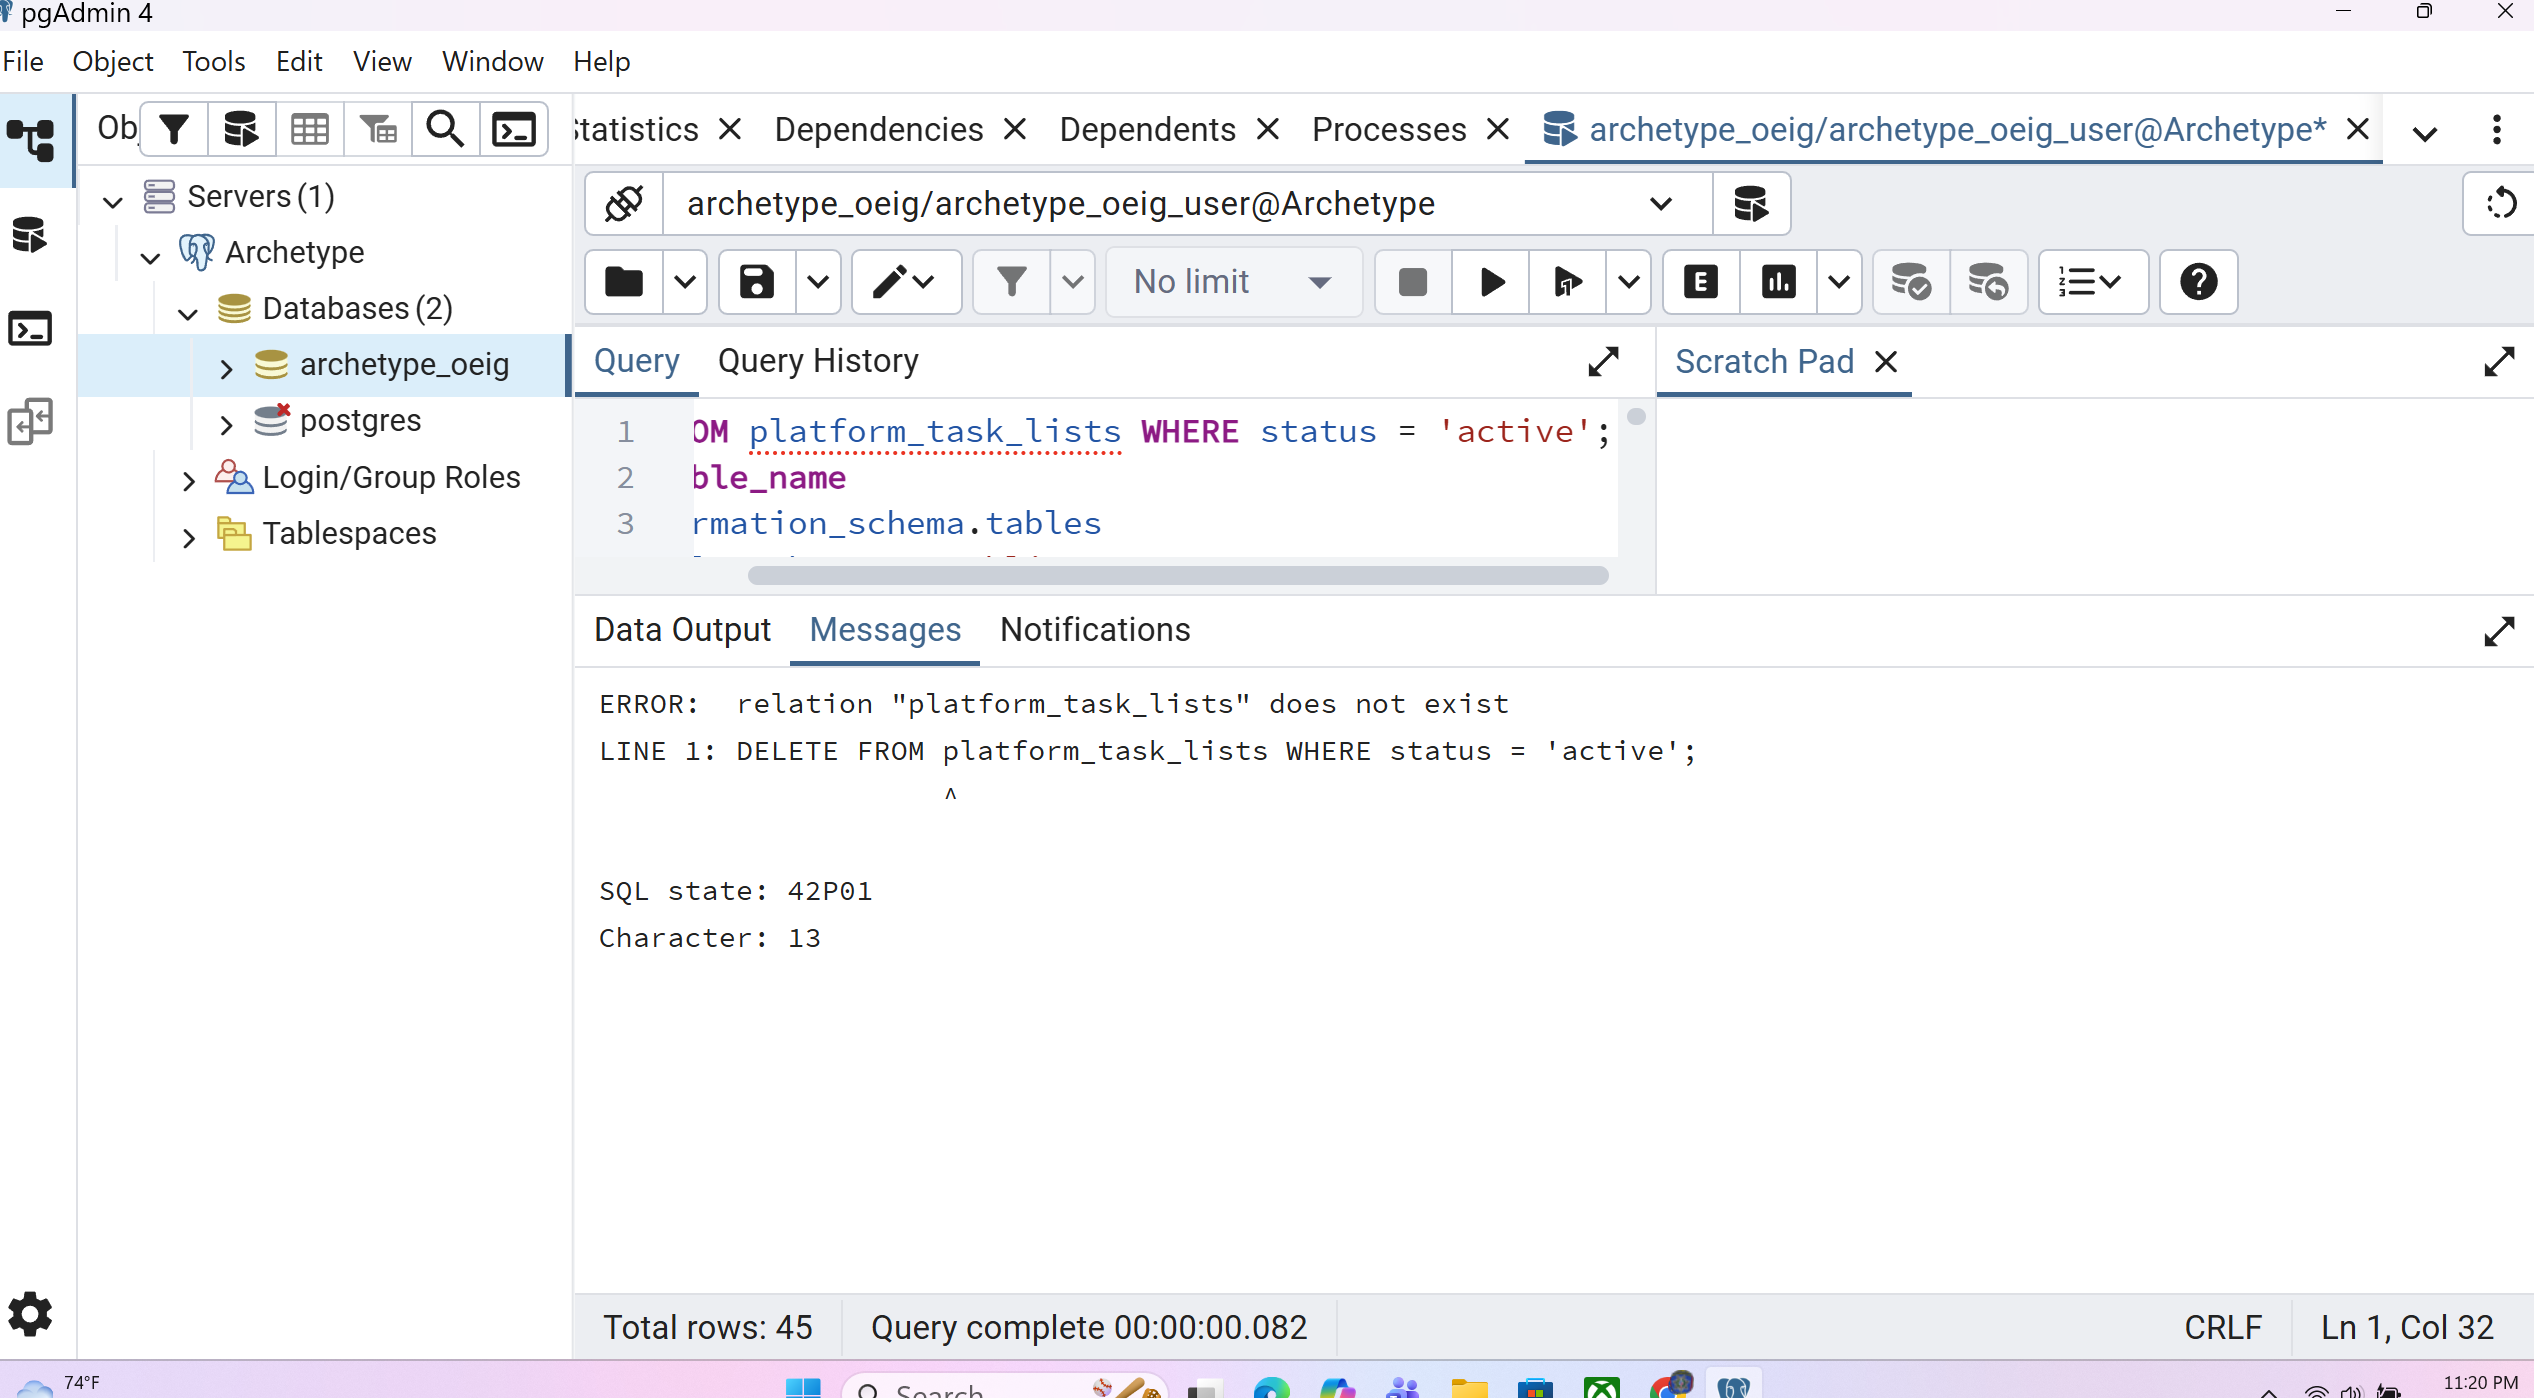 pgAdmin 4
File Object Tools Edit View Window Help
Ob
Statistics Dependencies Dependents Processes archetype_oeig/archetype_oeig_user@Archetype*
Servers (1)
Archetype
Databases (2)
archetype_oeig
postgres
Login/Group Roles
Tablespaces
archetype_oeig/archetype_oeig_user@Archetype
No limit
E
Query Query History
Scratch Pad
1 OM platform_task_lists WHERE status = 'active';
2 ble_name
3 rmation_schema.tables
Data Output Messages Notifications
ERROR: relation "platform_task_lists" does not exist
LINE 1: DELETE FROM platform_task_lists WHERE status = 'active';
^
SQL state: 42P01
Character: 13
Total rows: 45 Query complete 00:00:00.082 CRLF Ln 1, Col 32
74°F
Search
11:20 PM